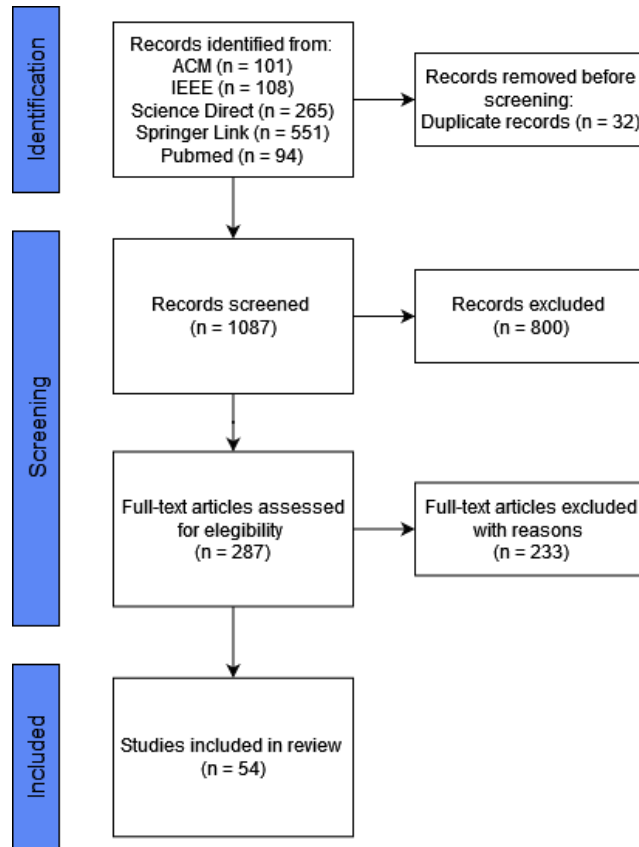 Identification
Records identified from:
ACM (n = 101)
IEEE (n = 108)
Science Direct (n = 265)
Springer Link (n = 551)
Pubmed (n = 94)
Records removed before
screening:
Duplicate records (n = 32)
Screening
Records screened
(n = 1087)
Records excluded
(n = 800)
Full-text articles assessed
for elegibility
(n = 287)
Full-text articles excluded
with reasons
(n = 233)
Included
Studies included in review
(n = 54)